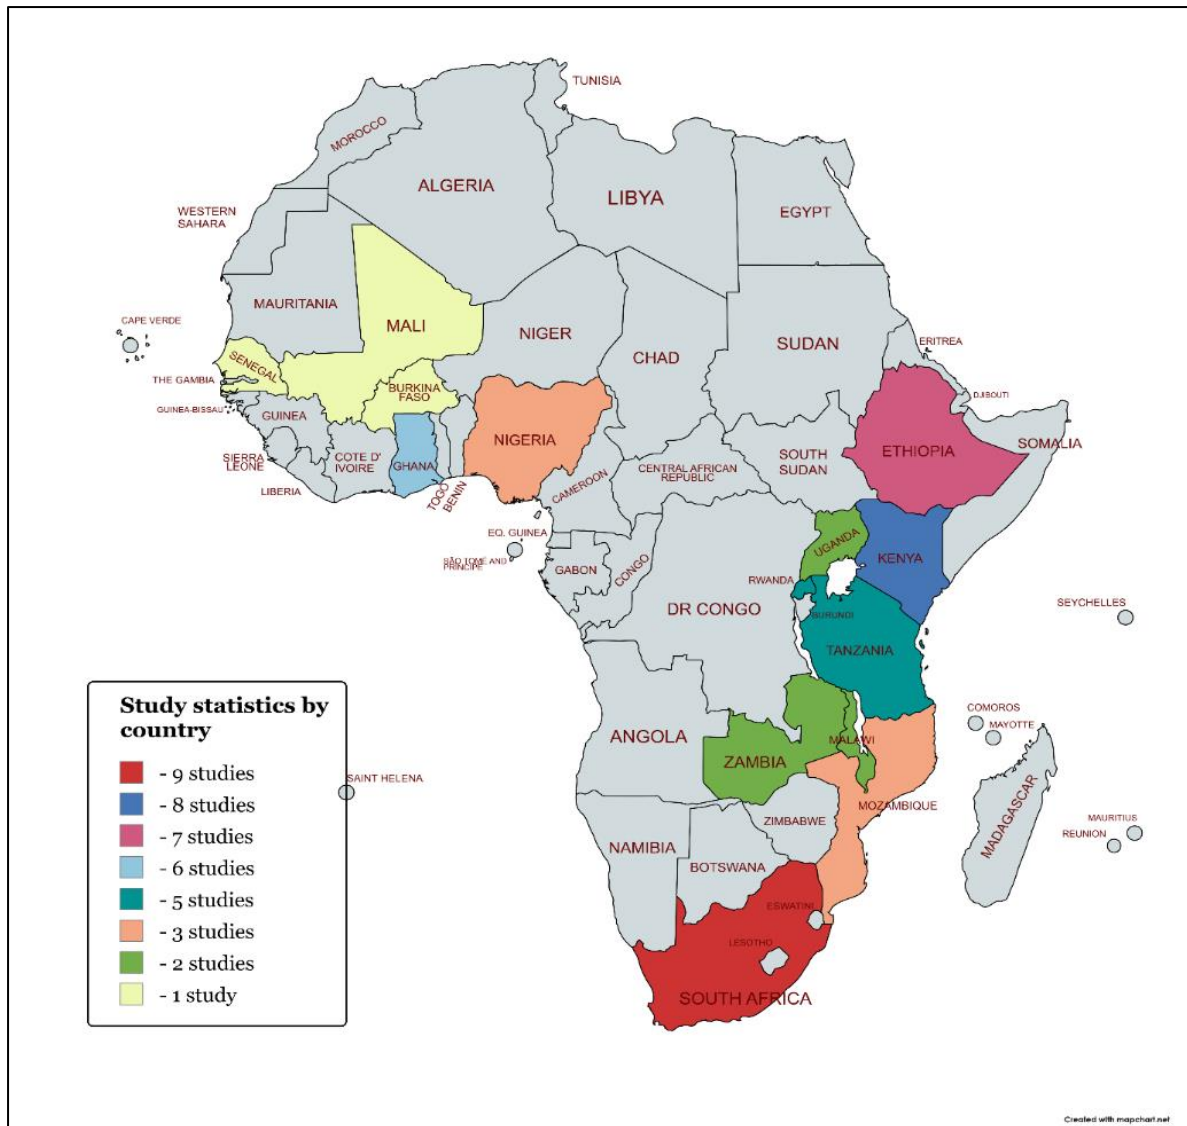 TUNISIA
MOROCCO
ALGERIA
LIBYA
EGYPT
WESTERN
SAHARA
MAURITANIA
MALI
NIGER
CHAD
SUDAN
ERITREA
CAPE VERDE
SENEGAL
THE GAMBIA
GUINEA-BISSAU
GUINEA
SIERRA
LEONE
LIBERIA
COTE D'
IVOIRE
BURKINA
FASO
GHANA
TOGO
BENIN
NIGERIA
CAMEROON
CENTRAL AFRICAN
REPUBLIC
SOUTH
SUDAN
ETHIOPIA
DJIBOUTI
SOMALIA
EQ. GUINEA
SÃO TOMÉ AND
PRINCIPE
GABON
CONGO
DR CONGO
UGANDA
KENYA
RWANDA
BURUNDI
TANZANIA
SEYCHELLES
COMOROS
MAYOTTE
ANGOLA
ZAMBIA
MALAWI
MOZAMBIQUE
ZIMBABWE
MADAGASCAR
MAURITIUS
REUNION
NAMIBIA
BOTSWANA
ESWATINI
LESOTHO
SOUTH AFRICA
SAINT HELENA
Study statistics by
country
- 9 studies
- 8 studies
- 7 studies
- 6 studies
- 5 studies
- 3 studies
- 2 studies
- 1 study
Created with mapchart.net